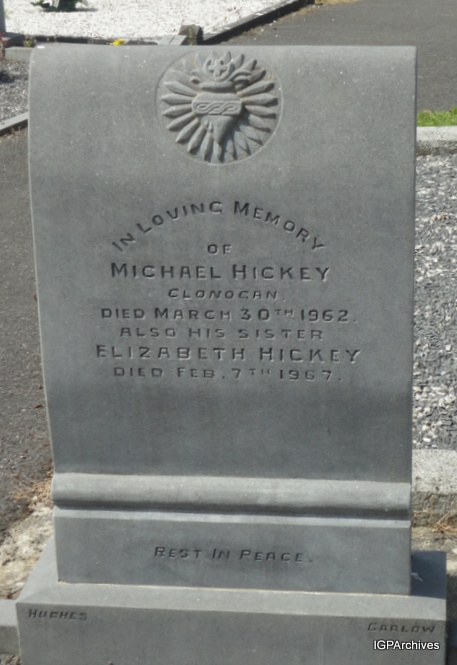 IN LOVING MEMORY
OF
MICHAEL HICKEY
CLONOGAN
DIED MARCH 30TH 1962.
ALSO HIS SISTER
ELIZABETH HICKEY
DIED FEB. 7TH 1967.
REST IN PEACE.
HUGHES CARLOW
IGPArchives